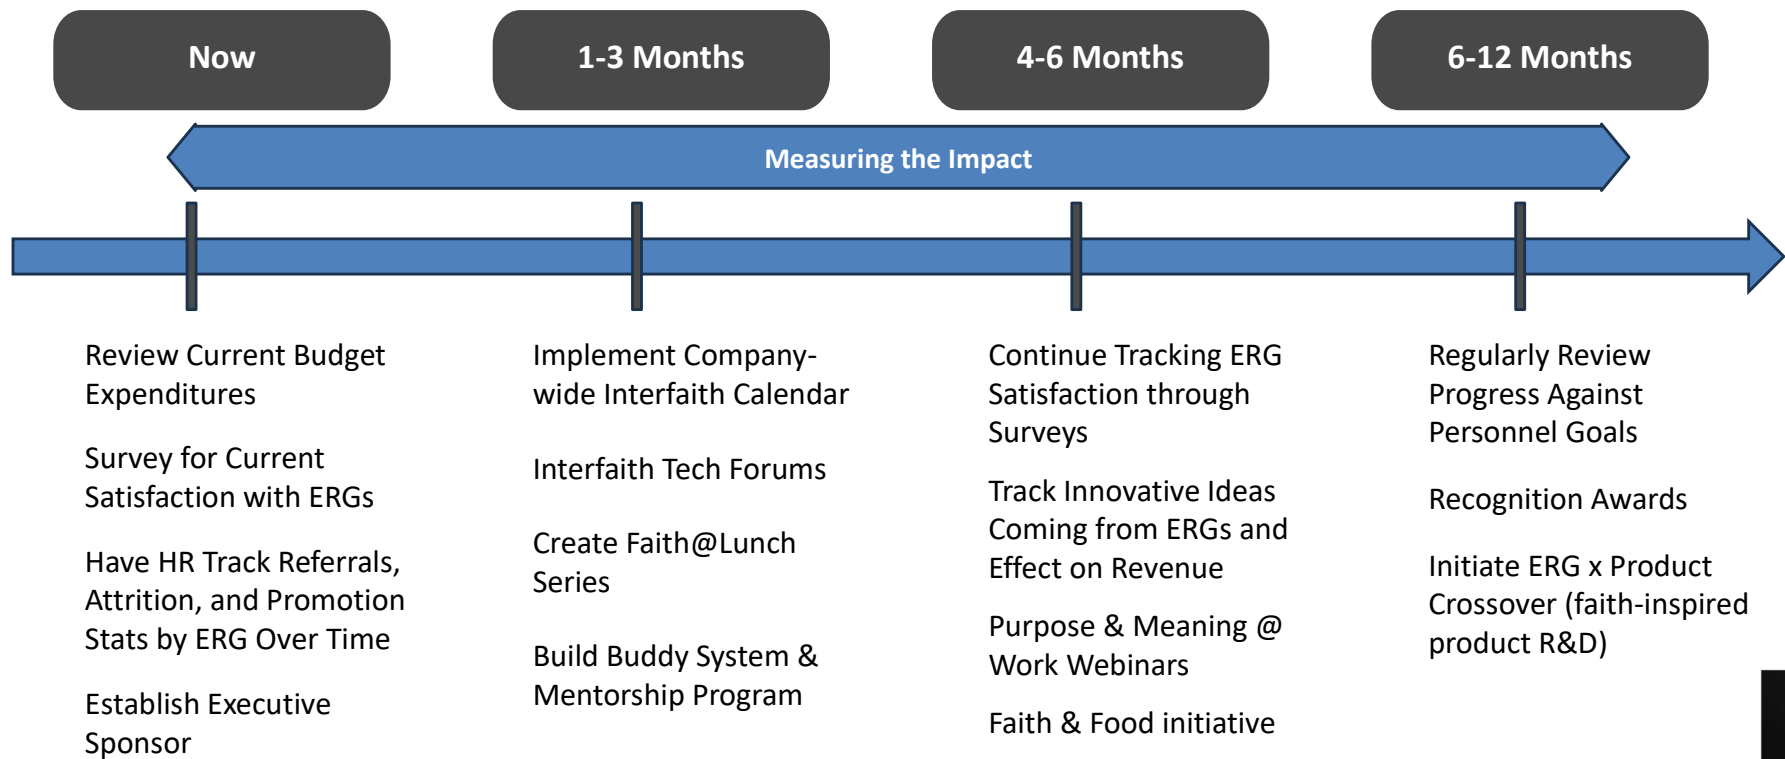 Now
1-3 Months
4-6 Months
6-12 Months
Measuring the Impact
Review Current Budget
Expenditures
Survey for Current
Satisfaction with ERGs
Have HR Track Referrals,
Attrition, and Promotion
Stats by ERG Over Time
Establish Executive
Sponsor
Implement Company-
wide Interfaith Calendar
Interfaith Tech Forums
Create Faith@Lunch
Series
Build Buddy System &
Mentorship Program
Continue Tracking ERG
Satisfaction through
Surveys
Track Innovative Ideas
Coming from ERGs and
Effect on Revenue
Purpose & Meaning @
Work Webinars
Faith & Food initiative
Regularly Review
Progress Against
Personnel Goals
Recognition Awards
Initiate ERG x Product
Crossover (faith-inspired
product R&D)